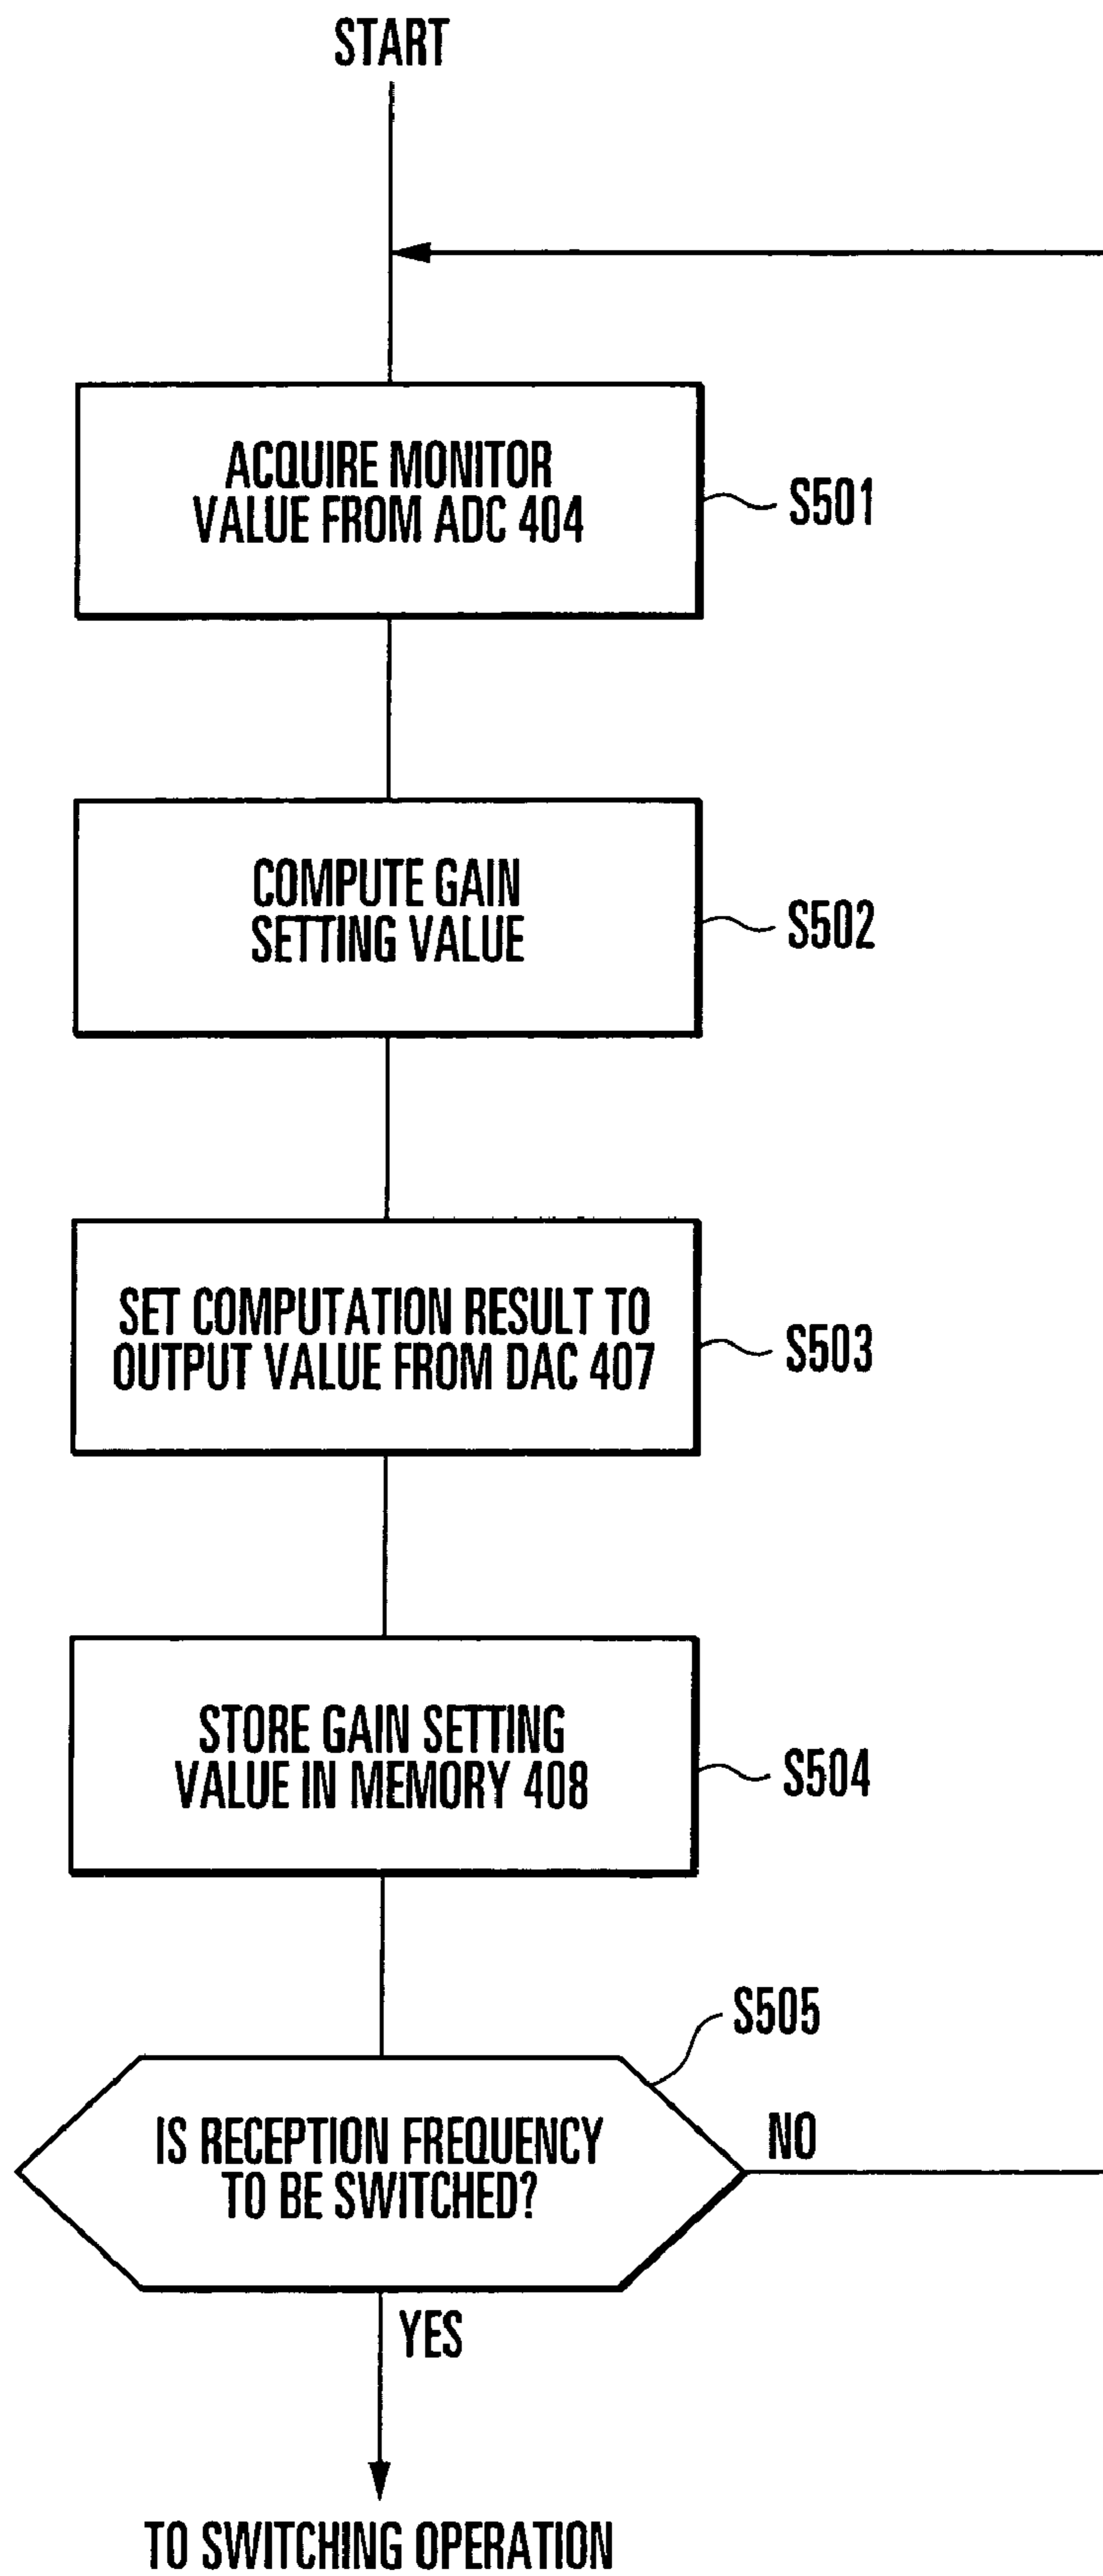 START
ACQUIRE MONITOR
VALUE FROM ADC 404
S501
COMPUTE GAIN
SETTING VALUE
S502
SET COMPUTATION RESULT TO
OUTPUT VALUE FROM DAC 407
S503
STORE GAIN SETTING
VALUE IN MEMORY 408
S504
S505
IS RECEPTION FREQUENCY
TO BE SWITCHED?
NO
YES
TO SWITCHING OPERATION